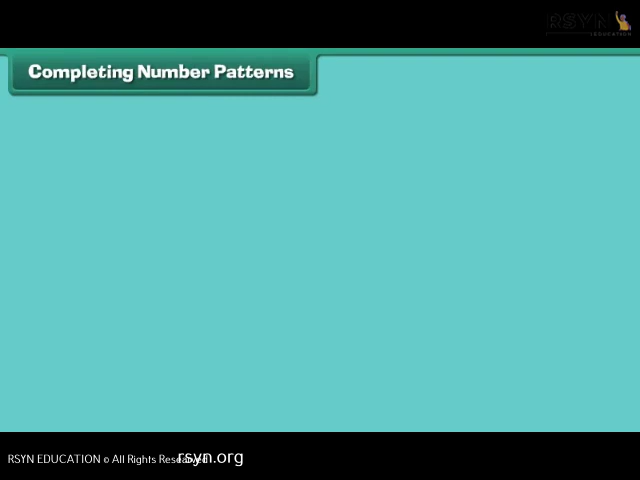 RSYN
EDUCATION
Completing Number Patterns
RSYN EDUCATION © All Rights Reserved
rsyn.org